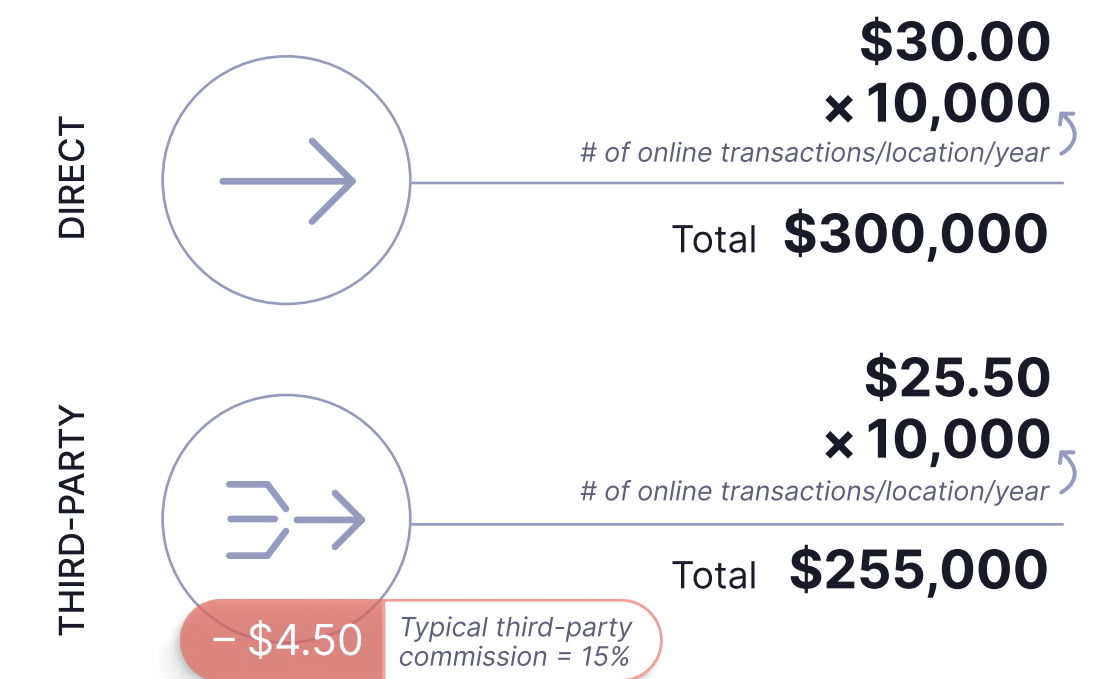 DIRECT
$30.00
× 10,000
# of online transactions/location/year
Total $300,000
THIRD-PARTY
$25.50
× 10,000
# of online transactions/location/year
Total $255,000
– $4.50
Typical third-party
commission = 15%